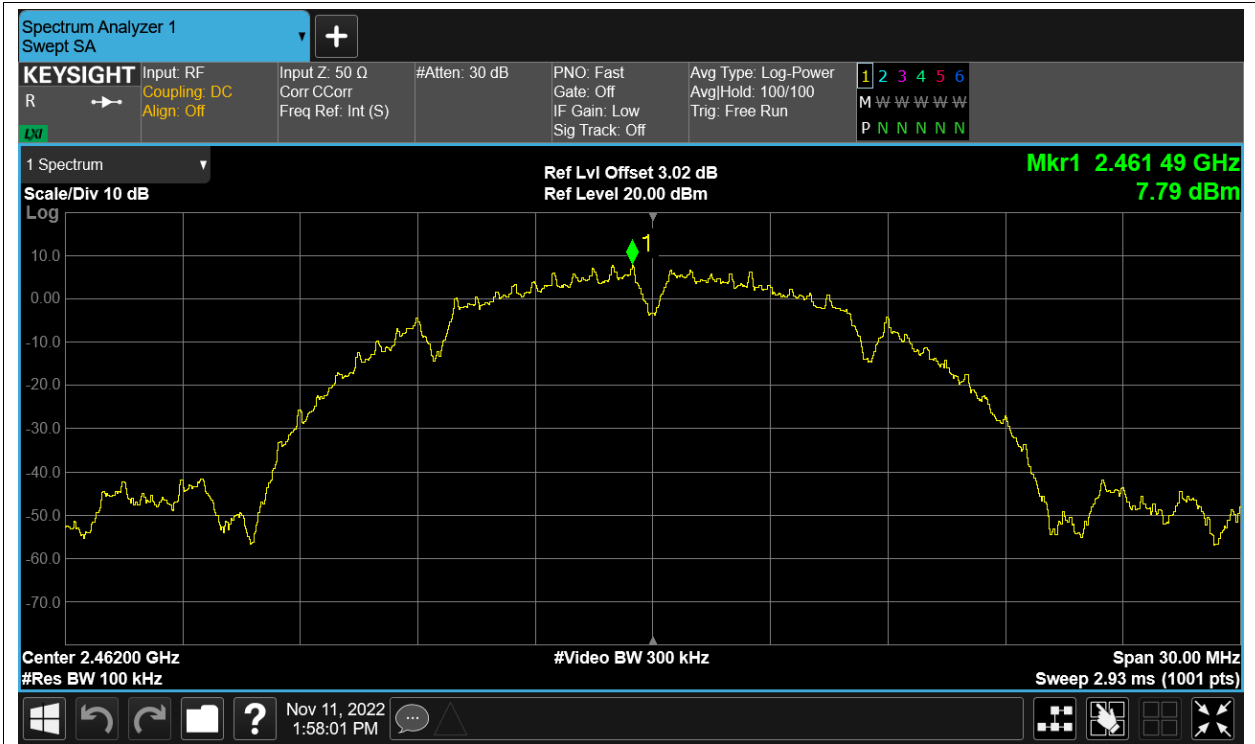 Spectrum Analyzer 1
Swept SA
KEYSIGHT
R
LXI
Input: RF
Coupling: DC
Align: Off
Input Z: 50 Ω
Corr CCorr
Freq Ref: Int (S)
#Atten: 30 dB
PNO: Fast
Gate: Off
IF Gain: Low
Sig Track: Off
Avg Type: Log-Power
Avg|Hold: 100/100
Trig: Free Run
1 2 3 4 5 6
M W W W W W
P N N N N N
1 Spectrum
Scale/Div 10 dB
Ref Lvl Offset 3.02 dB
Ref Level 20.00 dBm
Mkr1 2.461 49 GHz
7.79 dBm
Log
1
10.0
0.00
-10.0
-20.0
-30.0
-40.0
-50.0
-60.0
-70.0
Center 2.46200 GHz
#Res BW 100 kHz
#Video BW 300 kHz
Span 30.00 MHz
Sweep 2.93 ms (1001 pts)
?
Nov 11, 2022
1:58:01 PM